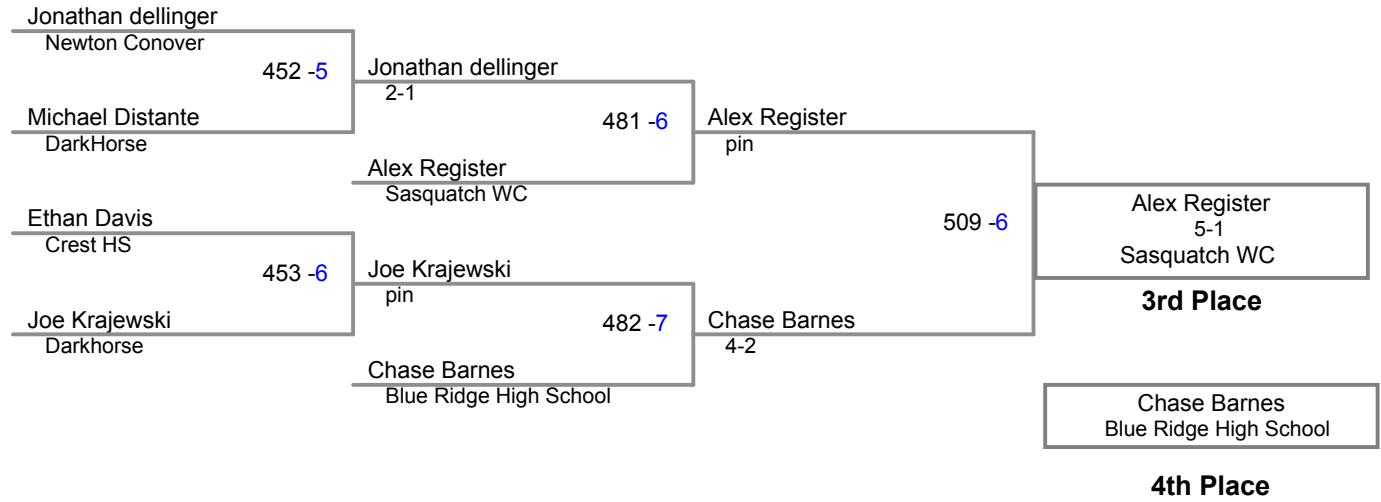 Jonathan dellinger
Newton Conover
452 -5
Michael Distante
DarkHorse
Ethan Davis
Crest HS
453 -6
Joe Krajewski
Darkhorse
Jonathan dellinger
2-1
481 -6
Alex Register
Sasquatch WC
Joe Krajewski
pin
482 -7
Chase Barnes
Blue Ridge High School
Alex Register
pin
509 -6
Chase Barnes
4-2
Alex Register
5-1
Sasquatch WC
3rd Place
Chase Barnes
Blue Ridge High School
4th Place